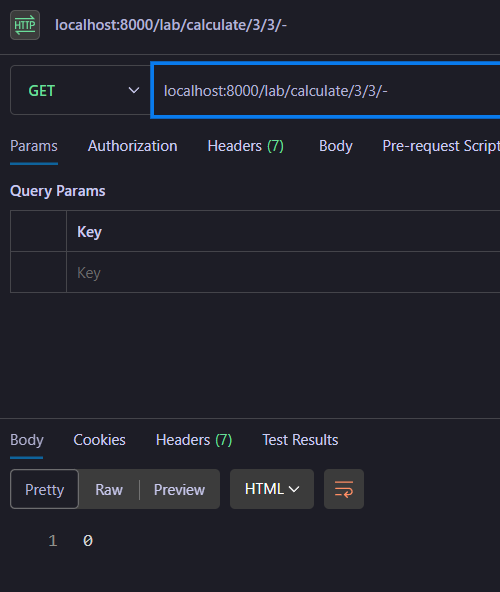 HTTP localhost:8000/lab/calculate/3/3/-
GET localhost:8000/lab/calculate/3/3/-
Params Authorization Headers (7) Body Pre-request Script
Query Params
Key
Key
Body Cookies Headers (7) Test Results
Pretty Raw Preview HTML
1 0